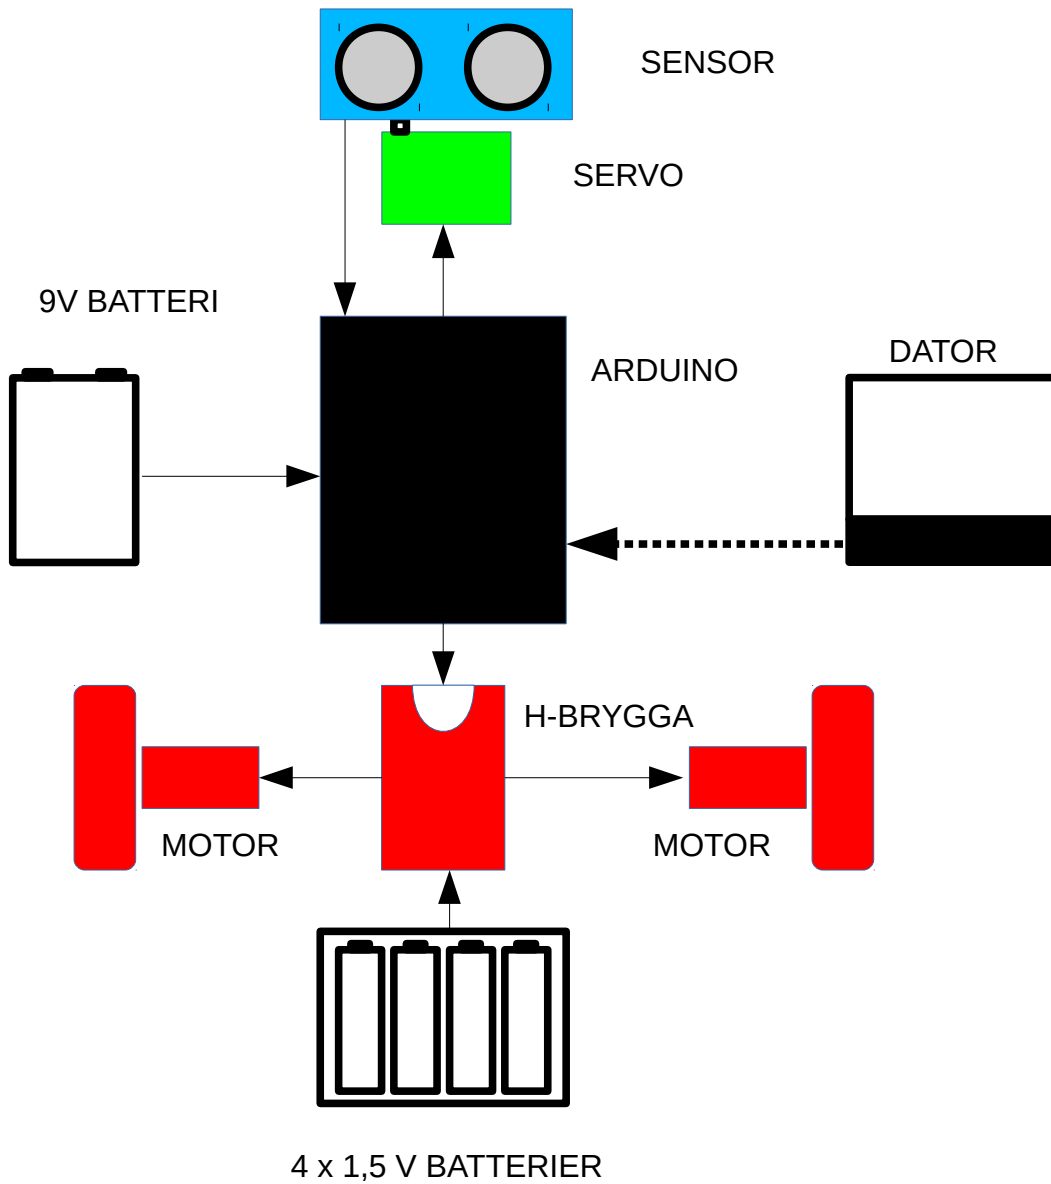 SENSOR
SERVO
9V BATTERI
DATOR
ARDUINO
H-BRYGGA
MOTOR
MOTOR
4 x 1,5 V BATTERIER